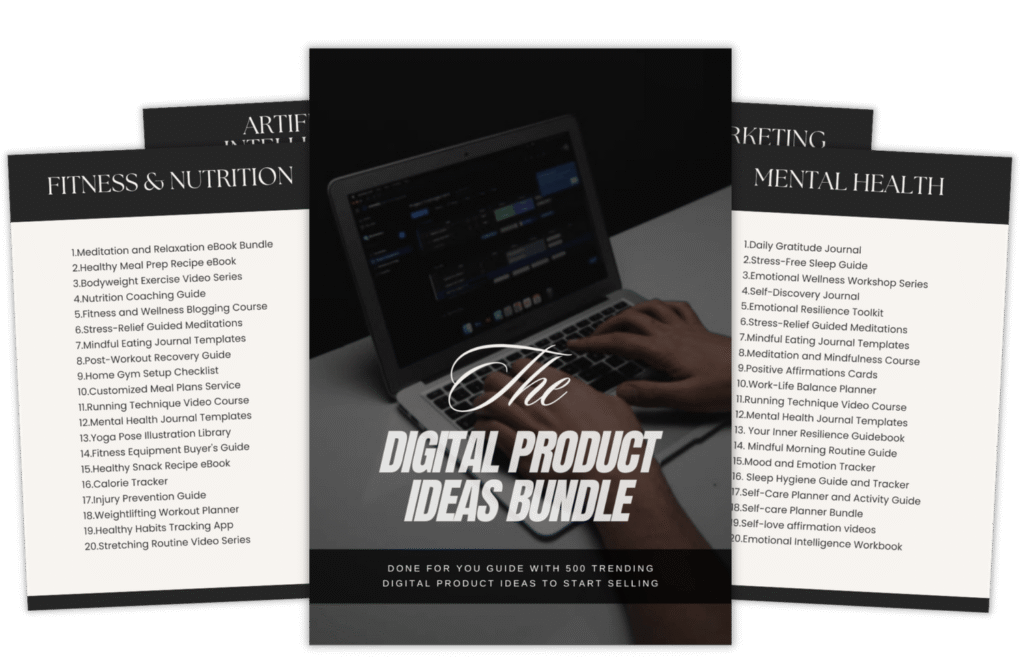 ARTIF
INTELLI
FITNESS & NUTRITION
1.Meditation and Relaxation eBook Bundle
2.Healthy Meal Prep Recipe eBook
3.Bodyweight Exercise Video Series
4.Nutrition Coaching Guide
5.Fitness and Wellness Blogging Course
6.Stress-Relief Guided Meditations
7.Mindful Eating Journal Templates
8.Post-Workout Recovery Guide
9.Home Gym Setup Checklist
10.Customized Meal Plans Service
11.Running Technique Video Course
12.Mental Health Journal Templates
13.Yoga Pose Illustration Library
14.Fitness Equipment Buyer's Guide
15.Healthy Snack Recipe eBook
16.Calorie Tracker
17.Injury Prevention Guide
18.Weightlifting Workout Planner
19.Healthy Habits Tracking App
20.Stretching Routine Video Series
The
DIGITAL PRODUCT
IDEAS BUNDLE
DONE FOR YOU GUIDE WITH 500 TRENDING
DIGITAL PRODUCT IDEAS TO START SELLING
RKETING
MENTAL HEALTH
1.Daily Gratitude Journal
2.Stress-Free Sleep Guide
3.Emotional Wellness Workshop Series
4.Self-Discovery Journal
5.Emotional Resilience Toolkit
6.Stress-Relief Guided Meditations
7.Mindful Eating Journal Templates
8.Meditation and Mindfulness Course
9.Positive Affirmations Cards
10.Work-Life Balance Planner
11.Running Technique Video Course
12.Mental Health Journal Templates
13. Your Inner Resilience Guidebook
14. Mindful Morning Routine Guide
15.Mood and Emotion Tracker
16. Sleep Hygiene Guide and Tracker
17.Self-Care Planner and Activity Guide
18.Self-care Planner Bundle
19.Self-love affirmation videos
20.Emotional Intelligence Workbook